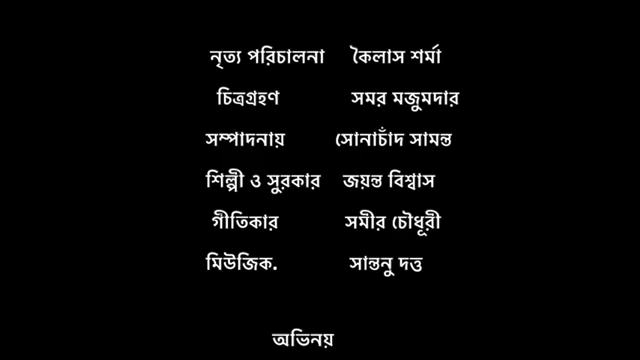 নৃত্য পরিচালনা কৈলাস শর্মা
চিত্রগ্রহণ সমর মজুমদার
সম্পাদনায় সোনাচাঁদ সামন্ত
শিল্পী ও সুরকার জয়ন্ত বিশ্বাস
গীতিকার সমীর চৌধূরী
মিউজিক. সান্তনু দত্ত
অভিনয়